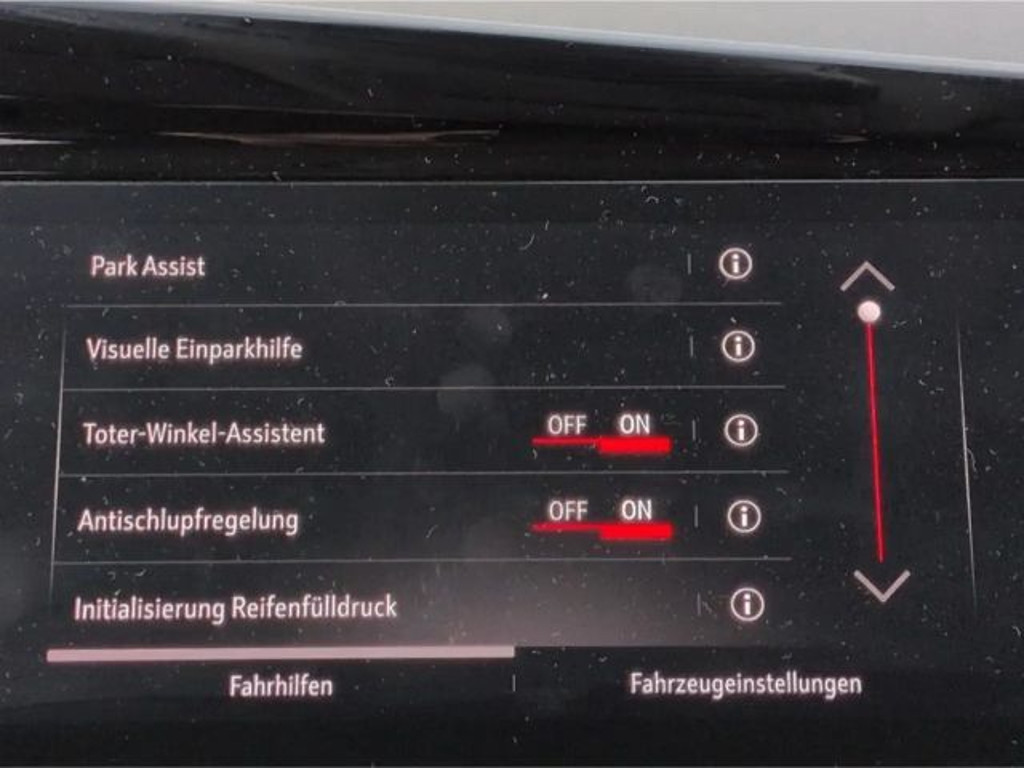 Park Assist
Visuelle Einparkhilfe
Toter-Winkel-Assistent OFF ON
Antischlupfregelung OFF ON
Initialisierung Reifenfülldruck
Fahrhilfen Fahrzeugeinstellungen